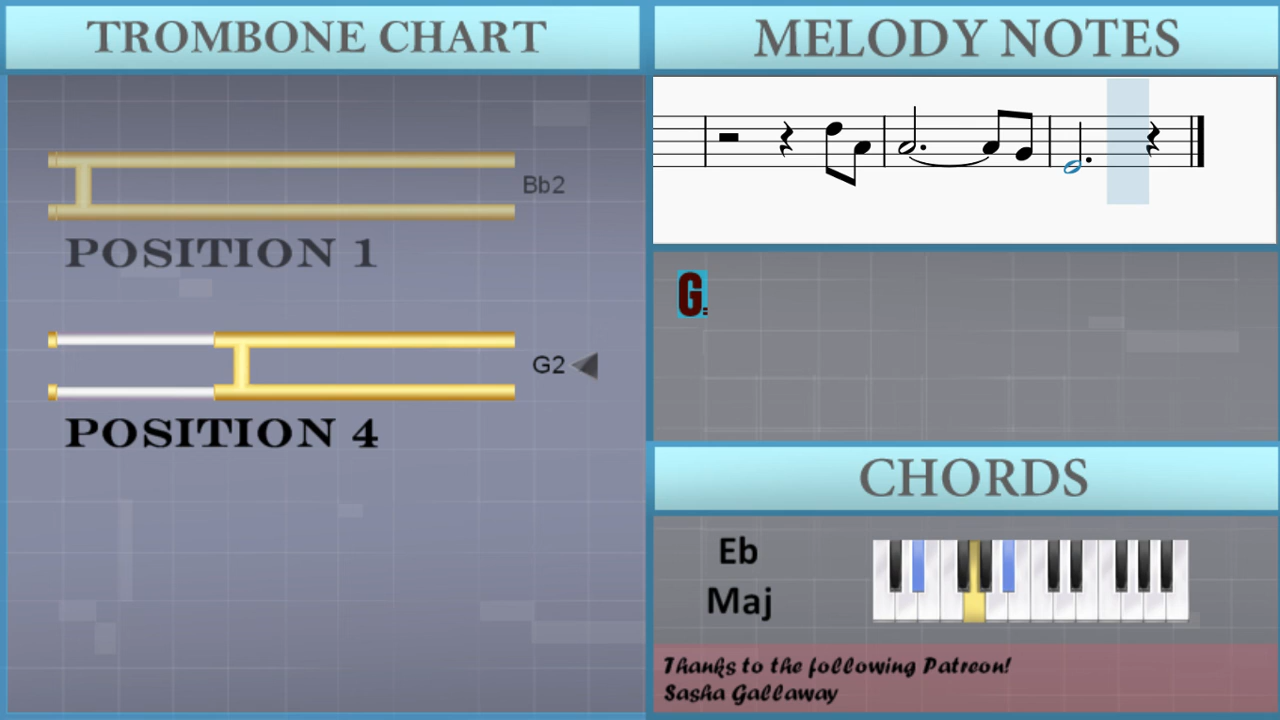 TROMBONE CHART
Bb2
POSITION 1
G2
POSITION 4
MELODY NOTES
G
CHORDS
Eb
Maj
Thanks to the following Patreon!
Sasha Gallaway